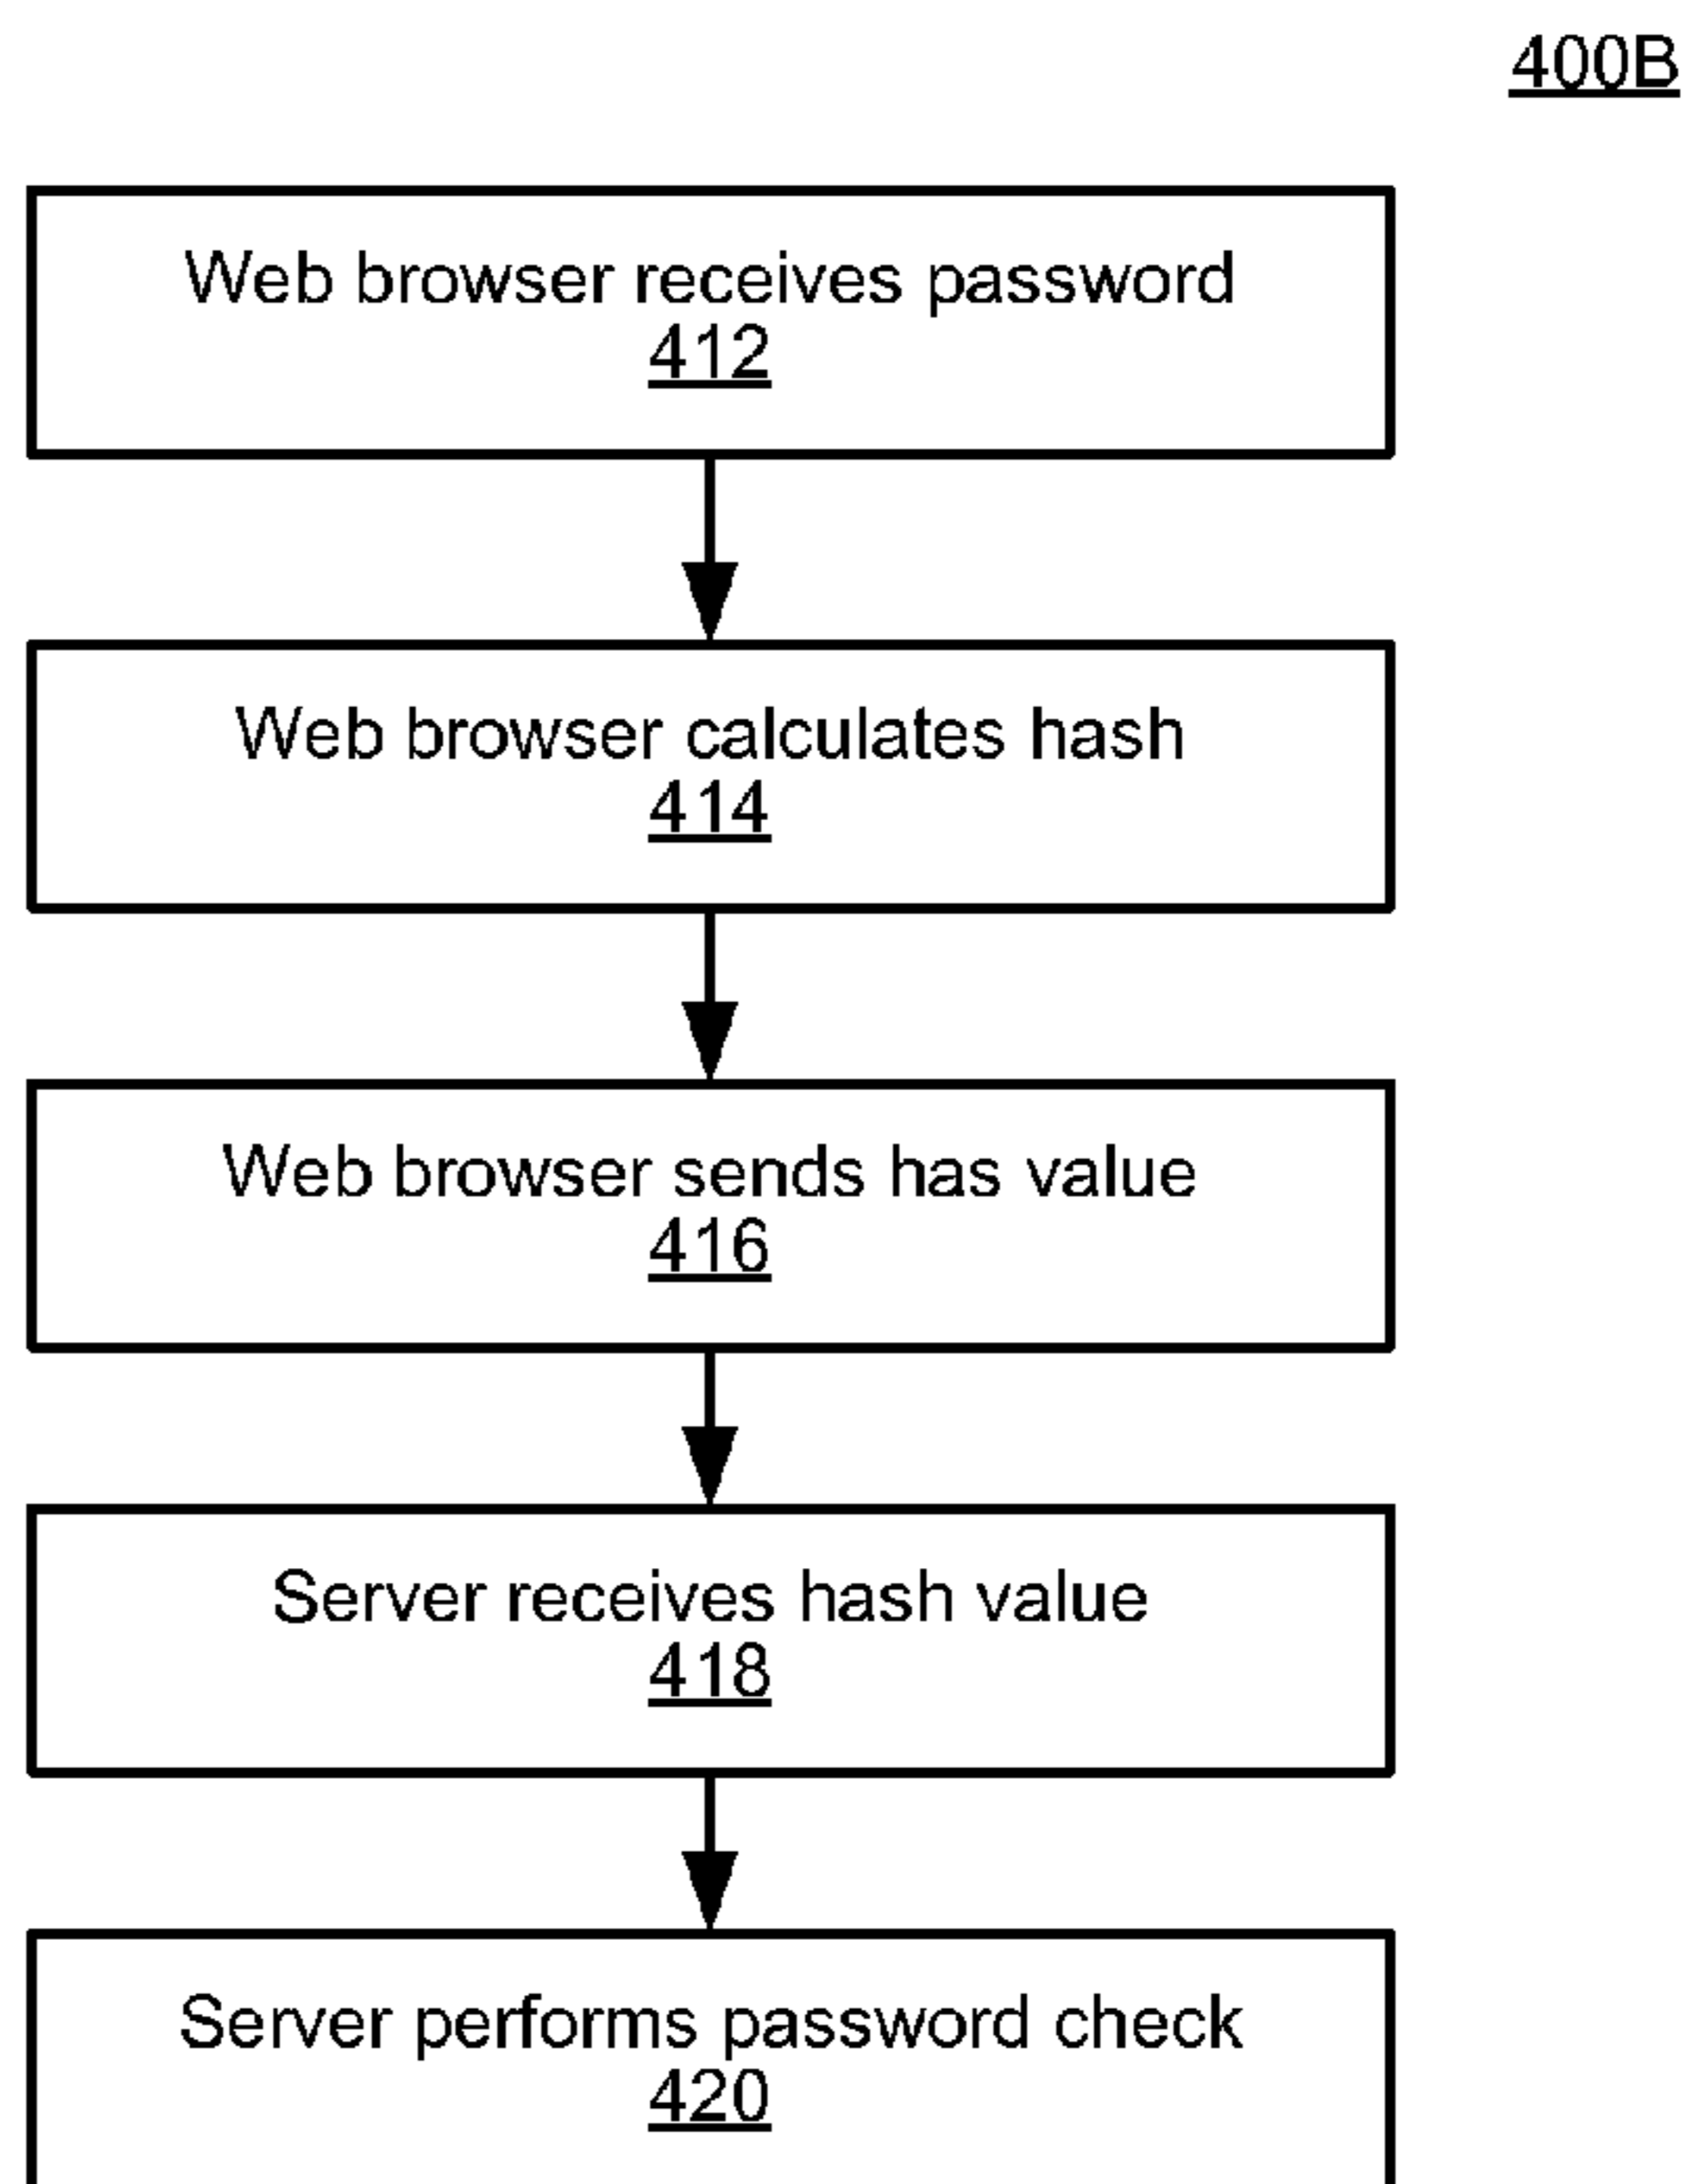 400B
Web browser receives password
412
Web browser calculates hash
414
Web browser sends has value
416
Server receives hash value
418
Server performs password check
420